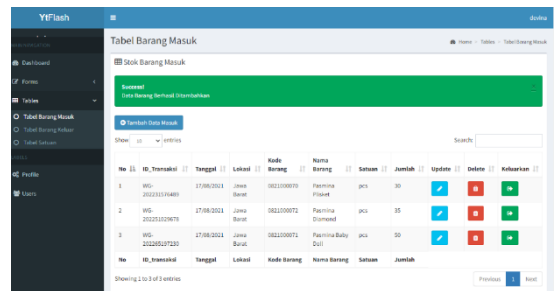 YtFlash
davina
MAIN NAVIGATION
Tabel Barang Masuk
Home > Tables > Tabel Barang Masuk
Dashboard
Stok Barang Masuk
Forms
Success!
Data Barang Berhasil Ditambahkan
Tables
Tabel Barang Masuk
Tabel Barang Keluar
Tabel Satuan
Tambah Data Masuk
Show 10 entries Search:
LABELS
Profile
Users
No ID_Transaksi Tanggal Lokasi Kode Barang Nama Barang Satuan Jumlah Update Delete Keluarkan
1 WG-202231576489 17/08/2021 Jawa Barat 0821000070 Pasmina Plisket pcs 30
2 WG-202251029678 17/08/2021 Jawa Barat 0821000072 Pasmina Diamond pcs 35
3 WG-202265197230 17/08/2021 Jawa Barat 0821000071 Pasmina Baby Doll pcs 50
No ID_transaksi Tanggal Lokasi Kode Barang Nama Barang Satuan Jumlah
Showing 1 to 3 of 3 entries
Previous 1 Next